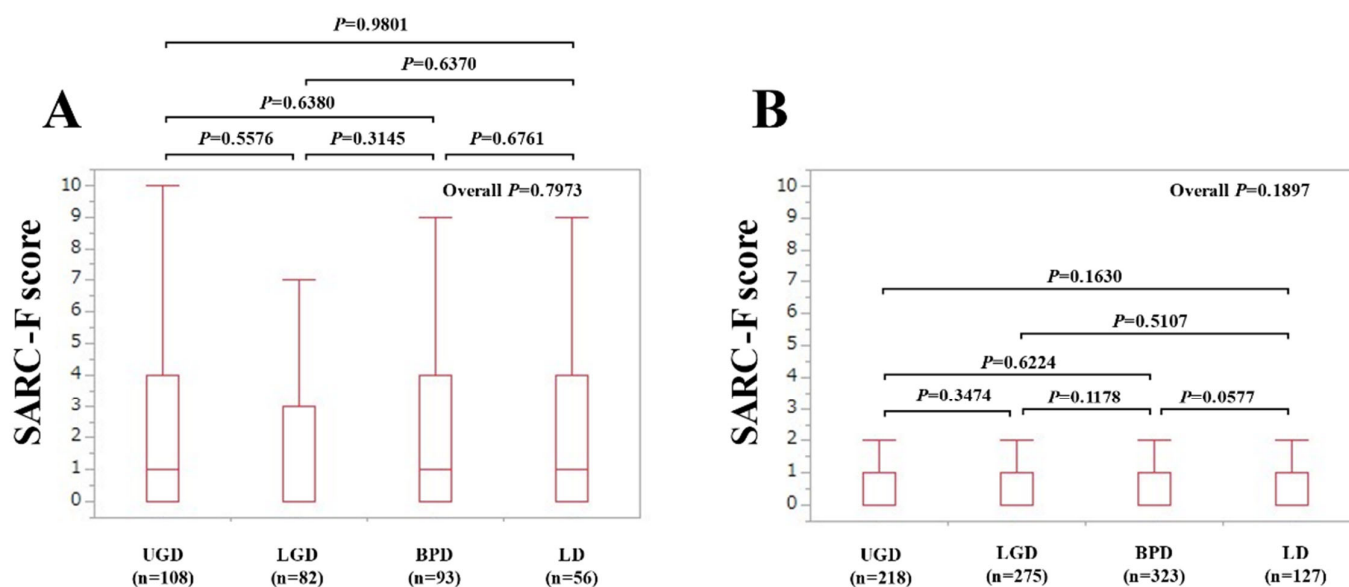 A
P=0.9801
P=0.6370
P=0.6380
P=0.5576
P=0.3145
P=0.6761
Overall P=0.7973
SARC-F score
10
9
8
7
6
5
4
3
2
1
0
UGD
(n=108)
LGD
(n=82)
BPD
(n=93)
LD
(n=56)
B
Overall P=0.1897
P=0.1630
P=0.5107
P=0.6224
P=0.3474
P=0.1178
P=0.0577
SARC-F score
10
9
8
7
6
5
4
3
2
1
0
UGD
(n=218)
LGD
(n=275)
BPD
(n=323)
LD
(n=127)